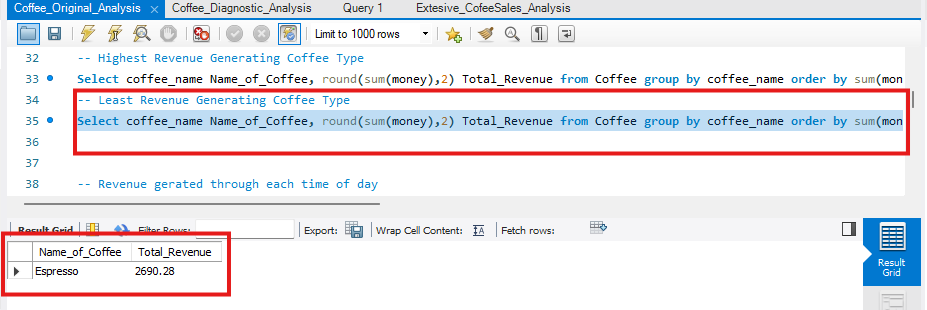 Coffee_Original_Analysis Coffee_Diagnostic_Analysis Query 1 Extesive_CofeeSales_Analysis
Limit to 1000 rows
32 -- Highest Revenue Generating Coffee Type
33 Select coffee_name Name_of_Coffee, round(sum(money),2) Total_Revenue from Coffee group by coffee_name order by sum(mon
34 -- Least Revenue Generating Coffee Type
35 Select coffee_name Name_of_Coffee, round(sum(money),2) Total_Revenue from Coffee group by coffee_name order by sum(mon
36
37
38 -- Revenue gerated through each time of day
Result Grid Filter Rows: Export: Wrap Cell Content: Fetch rows:
Name_of_Coffee Total_Revenue
Espresso 2690.28
Result
Grid